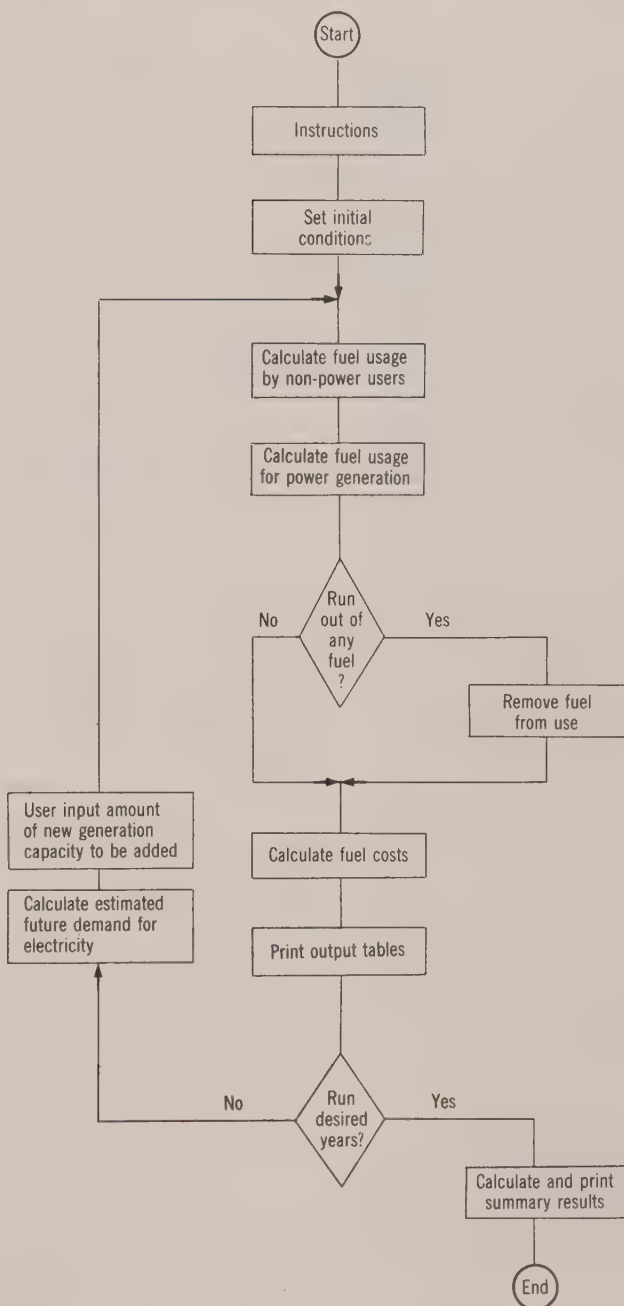 Start
Instructions
Set initial
conditions
Calculate fuel usage
by non-power users
Calculate fuel usage
for power generation
Run
out of
any
fuel
?
No
Yes
Remove fuel
from use
Calculate fuel costs
Print output tables
Run
desired
years?
No
Yes
Calculate estimated
future demand for
electricity
User input amount
of new generation
capacity to be added
Calculate and print
summary results
End